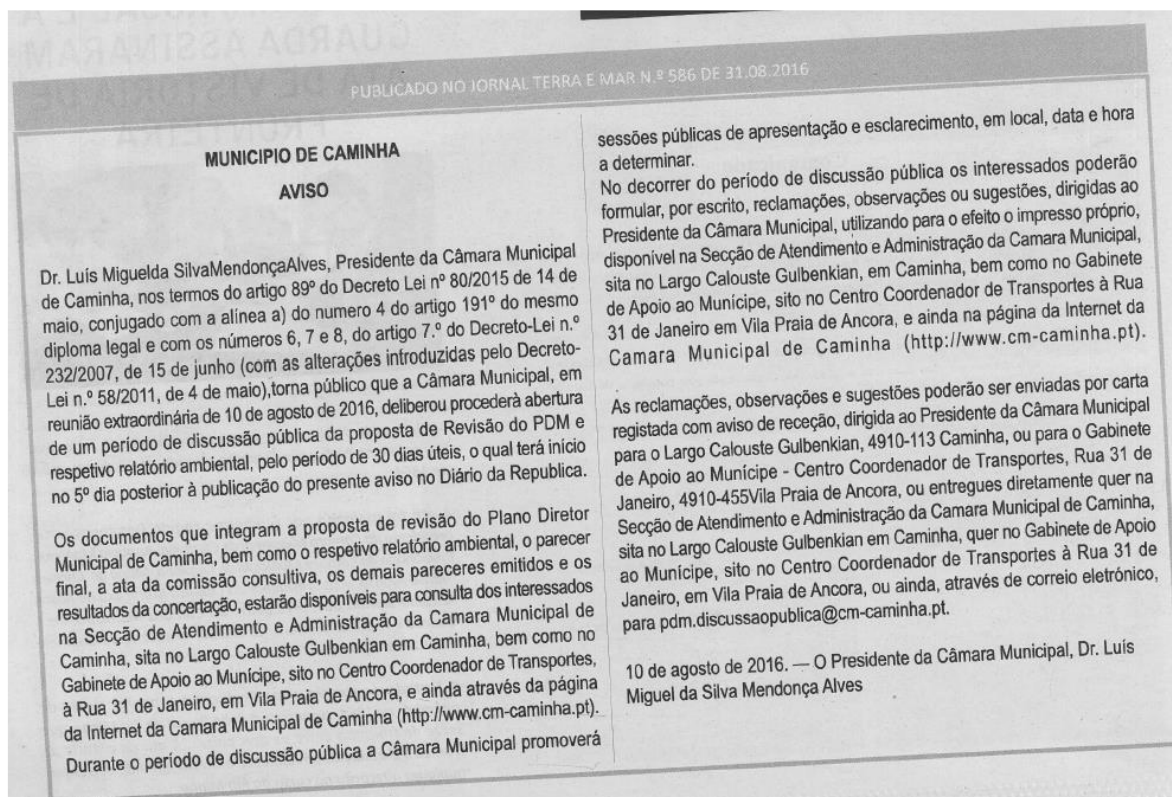 PUBLICADO NO JORNAL TERRA E MAR N.º 586 DE 31.08.2016
MUNICIPIO DE CAMINHA
AVISO
Dr. Luís Miguelda SilvaMendonçaAlves, Presidente da Câmara Municipal
de Caminha, nos termos do artigo 89º do Decreto Lei nº 80/2015 de 14 de
maio, conjugado com a alínea a) do numero 4 do artigo 191º do mesmo
diploma legal e com os números 6, 7 e 8, do artigo 7.º do Decreto-Lei n.º
232/2007, de 15 de junho (com as alterações introduzidas pelo Decreto-
Lei n.º 58/2011, de 4 de maio),torna público que a Câmara Municipal, em
reunião extraordinária de 10 de agosto de 2016, deliberou procederà abertura
de um período de discussão pública da proposta de Revisão do PDM e
respetivo relatório ambiental, pelo período de 30 dias úteis, o qual terá início
no 5º dia posterior à publicação do presente aviso no Diário da Republica.
Os documentos que integram a proposta de revisão do Plano Diretor
Municipal de Caminha, bem como o respetivo relatório ambiental, o parecer
final, a ata da comissão consultiva, os demais pareceres emitidos e os
resultados da concertação, estarão disponíveis para consulta dos interessados
na Secção de Atendimento e Administração da Camara Municipal de
Caminha, sita no Largo Calouste Gulbenkian em Caminha, bem como no
Gabinete de Apoio ao Munícipe, sito no Centro Coordenador de Transportes,
à Rua 31 de Janeiro, em Vila Praia de Ancora, e ainda através da página
da Internet da Camara Municipal de Caminha (http://www.cm-caminha.pt).
Durante o período de discussão pública a Câmara Municipal promoverá
sessões públicas de apresentação e esclarecimento, em local, data e hora
a determinar.
No decorrer do período de discussão pública os interessados poderão
formular, por escrito, reclamações, observações ou sugestões, dirigidas ao
Presidente da Câmara Municipal, utilizando para o efeito o impresso próprio,
disponível na Secção de Atendimento e Administração da Camara Municipal,
sita no Largo Calouste Gulbenkian, em Caminha, bem como no Gabinete
de Apoio ao Munícipe, sito no Centro Coordenador de Transportes à Rua
31 de Janeiro em Vila Praia de Ancora, e ainda na página da Internet da
Camara Municipal de Caminha (http://www.cm-caminha.pt).
As reclamações, observações e sugestões poderão ser enviadas por carta
registada com aviso de receção, dirigida ao Presidente da Câmara Municipal
para o Largo Calouste Gulbenkian, 4910-113 Caminha, ou para o Gabinete
de Apoio ao Munícipe - Centro Coordenador de Transportes, Rua 31 de
Janeiro, 4910-455Vila Praia de Ancora, ou entregues diretamente quer na
Secção de Atendimento e Administração da Camara Municipal de Caminha,
sita no Largo Calouste Gulbenkian em Caminha, quer no Gabinete de Apoio
ao Munícipe, sito no Centro Coordenador de Transportes à Rua 31 de
Janeiro, em Vila Praia de Ancora, ou ainda, através de correio eletrónico,
para pdm.discussaopublica@cm-caminha.pt.
10 de agosto de 2016. — O Presidente da Câmara Municipal, Dr. Luís
Miguel da Silva Mendonça Alves